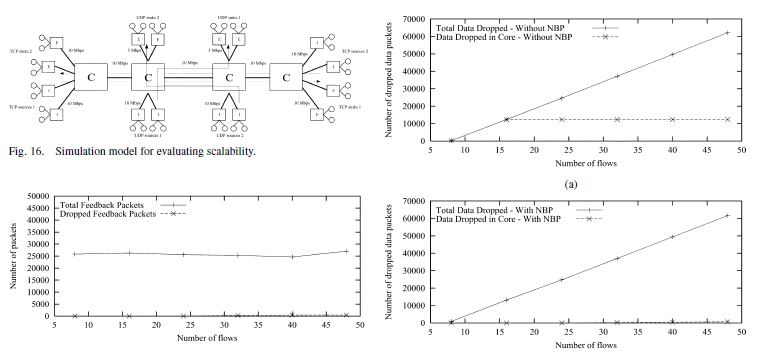 UDP sinks 2
UDP sinks 1
E
E
E
E
TCP sinks 2
10 Mbps
5 Mbps
5 Mbps
10 Mbps
TCP sources 2
E
I
10 Mbps
10 Mbps
10 Mbps
E
I
C
C
C
C
I
E
TCP sources 1
10 Mbps
10 Mbps
10 Mbps
10 Mbps
TCP sinks 1
I
E
I
I
I
I
UDP sources 1
UDP sources 2
Fig. 16. Simulation model for evaluating scalability.
70000
60000
50000
40000
30000
20000
10000
0
Number of dropped data packets
Total Data Dropped - Without NBP
Data Dropped in Core - Without NBP
5 10 15 20 25 30 35 40 45 50
Number of flows
(a)
50000
45000
40000
35000
30000
25000
20000
15000
10000
5000
0
Number of packets
Total Feedback Packets
Dropped Feedback Packets
5 10 15 20 25 30 35 40 45 50
Number of flows
70000
60000
50000
40000
30000
20000
10000
0
Number of dropped data packets
Total Data Dropped - With NBP
Data Dropped in Core - With NBP
5 10 15 20 25 30 35 40 45 50
Number of flows